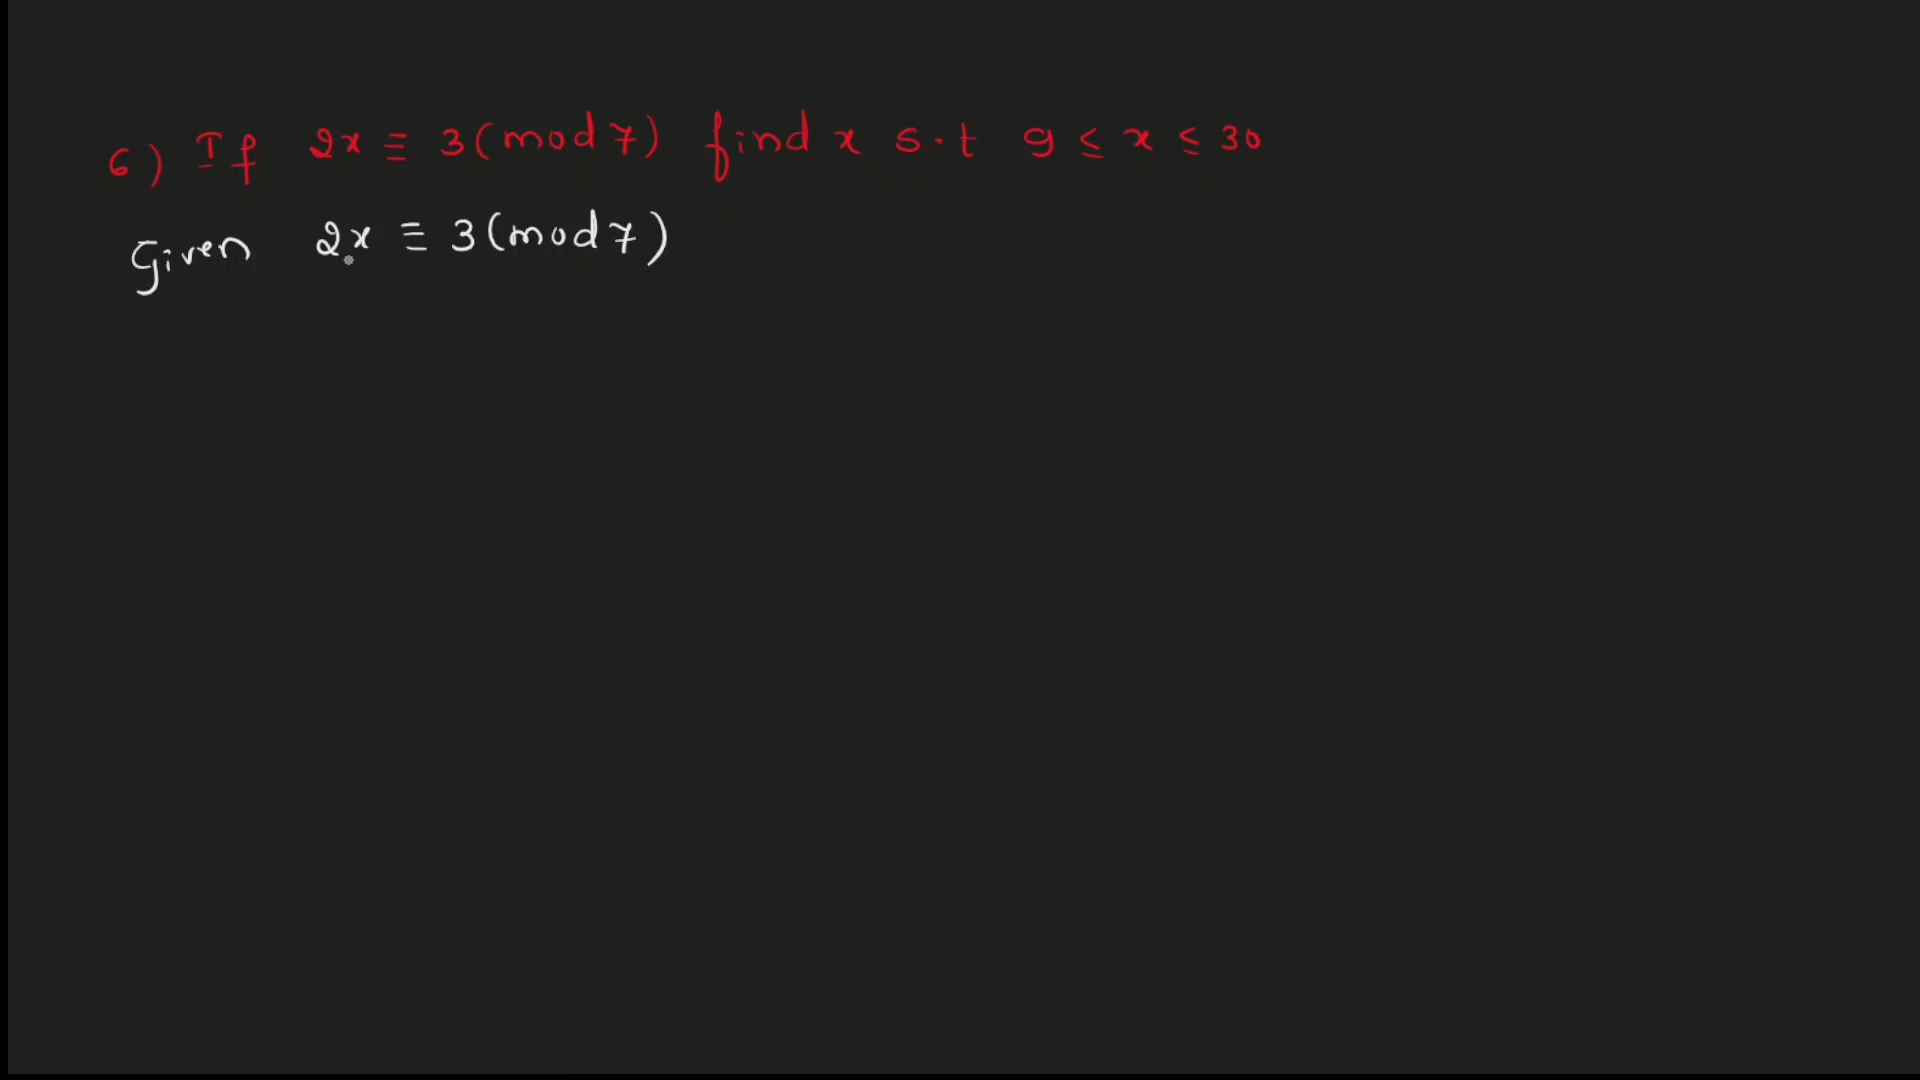 6) If 2x ≡ 3(mod 7) find x s.t 9 ≤ x ≤ 30
Given 2x ≡ 3(mod 7)